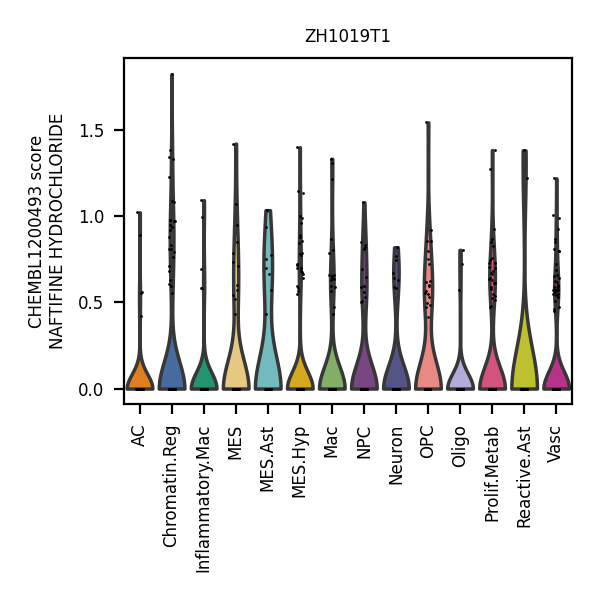 ZH1019T1
CHEMBL1200493 score
NAFTIFINE HYDROCHLORIDE
1.5
1.0
0.5
0.0
AC
Chromatin.Reg
Inflammatory.Mac
MES
MES.Ast
MES.Hyp
Mac
NPC
Neuron
OPC
Oligo
Prolif.Metab
Reactive.Ast
Vasc